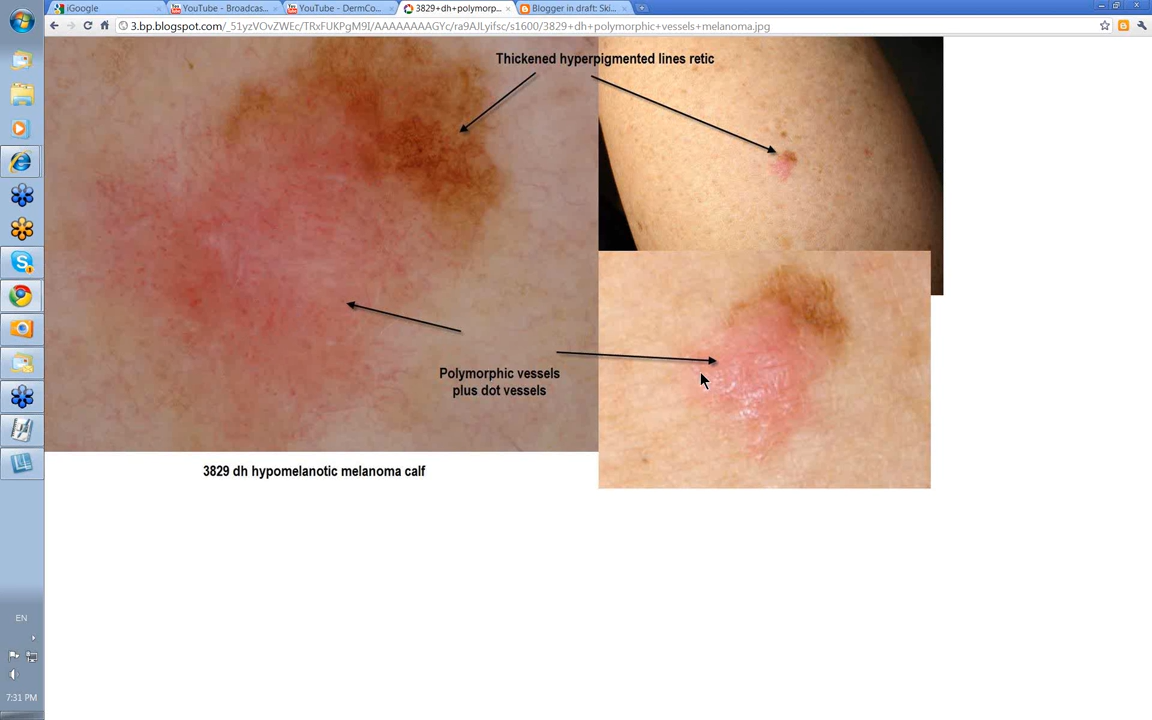 iGoogle
YouTube - Broadcas...
YouTube - DermCo...
3829+dh+polymorp...
Blogger in draft: Ski...
3.bp.blogspot.com/_51yzVOvZWEc/TRxFUKPgM9I/AAAAAAAAGYc/ra9AJLyifsc/s1600/3829+dh+polymorphic+vessels+melanoma.jpg
Thickened hyperpigmented lines retic
Polymorphic vessels
plus dot vessels
3829 dh hypomelanotic melanoma calf
EN
7:31 PM